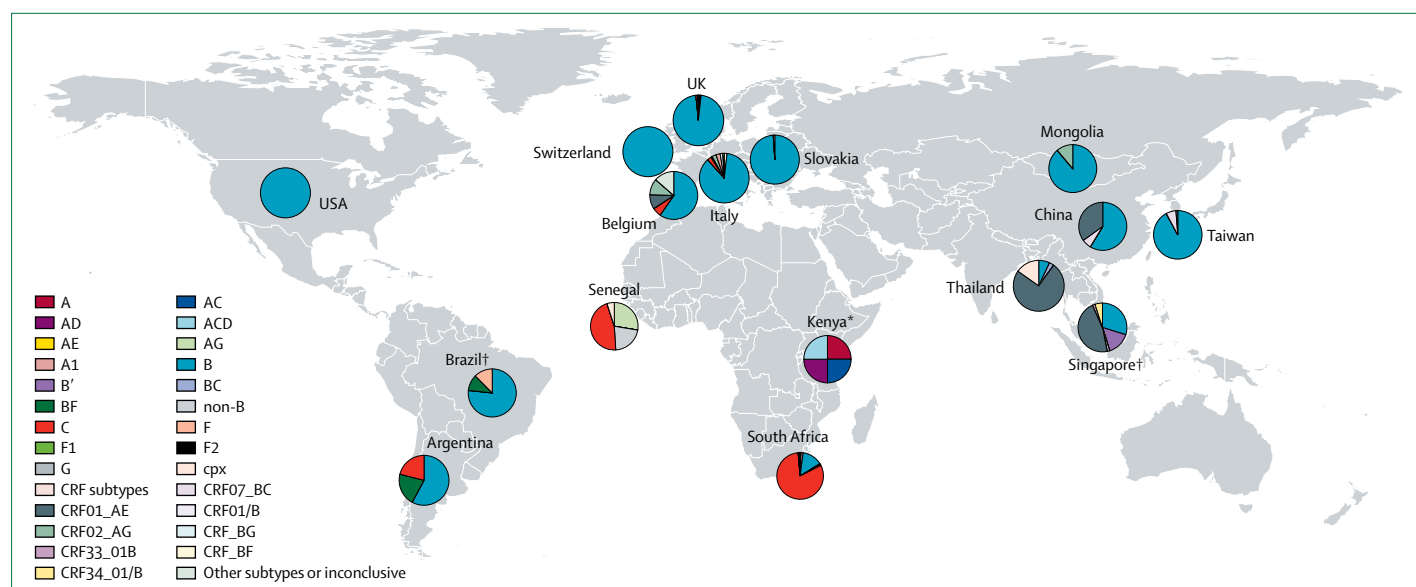 UK
Switzerland
Slovakia
Mongolia
USA
Belgium
Italy
China
Taiwan
Thailand
Senegal
Kenya*
Singapore†
Brazil†
Argentina
South Africa
A
AC
AD
ACD
AE
AG
A1
B
B′
BC
BF
non-B
C
F
F1
F2
G
cpx
CRF subtypes
CRF07_BC
CRF01_AE
CRF01/B
CRF02_AG
CRF_BG
CRF33_01B
CRF_BF
CRF34_01/B
Other subtypes or inconclusive